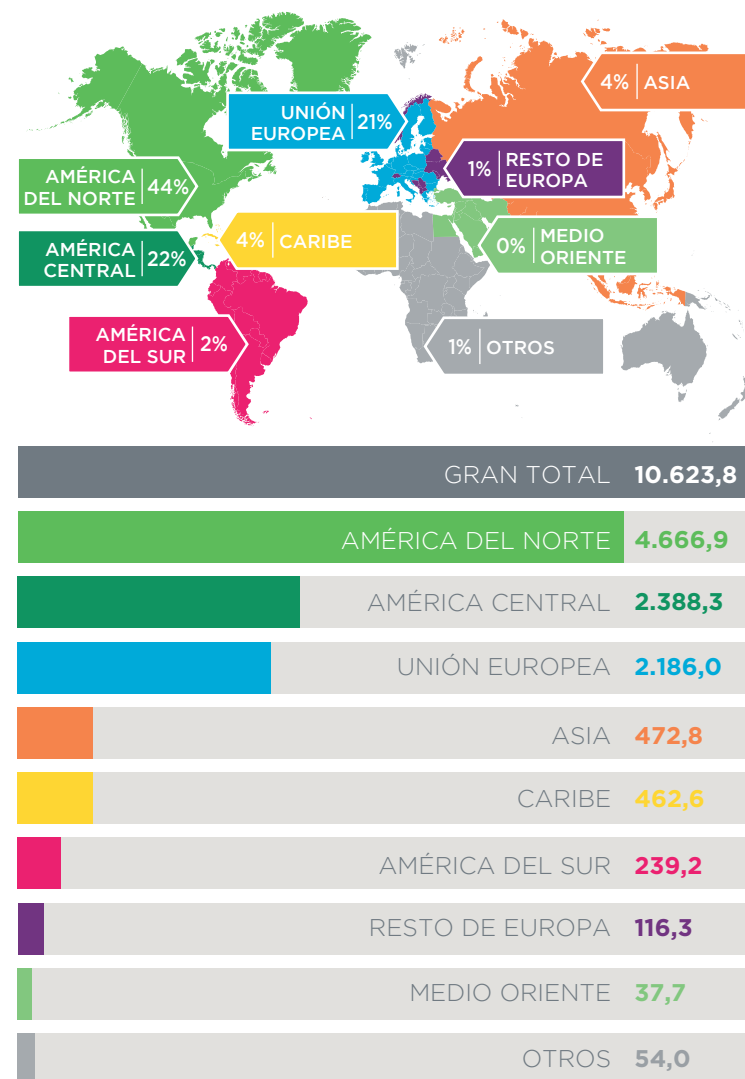 4% ASIA
UNIÓN
EUROPEA 21%
1% RESTO DE
EUROPA
AMÉRICA
DEL NORTE 44%
4% CARIBE
0% MEDIO
ORIENTE
AMÉRICA
CENTRAL 22%
AMÉRICA
DEL SUR 2%
1% OTROS
GRAN TOTAL 10.623,8
AMÉRICA DEL NORTE 4.666,9
AMÉRICA CENTRAL 2.388,3
UNIÓN EUROPEA 2.186,0
ASIA 472,8
CARIBE 462,6
AMÉRICA DEL SUR 239,2
RESTO DE EUROPA 116,3
MEDIO ORIENTE 37,7
OTROS 54,0